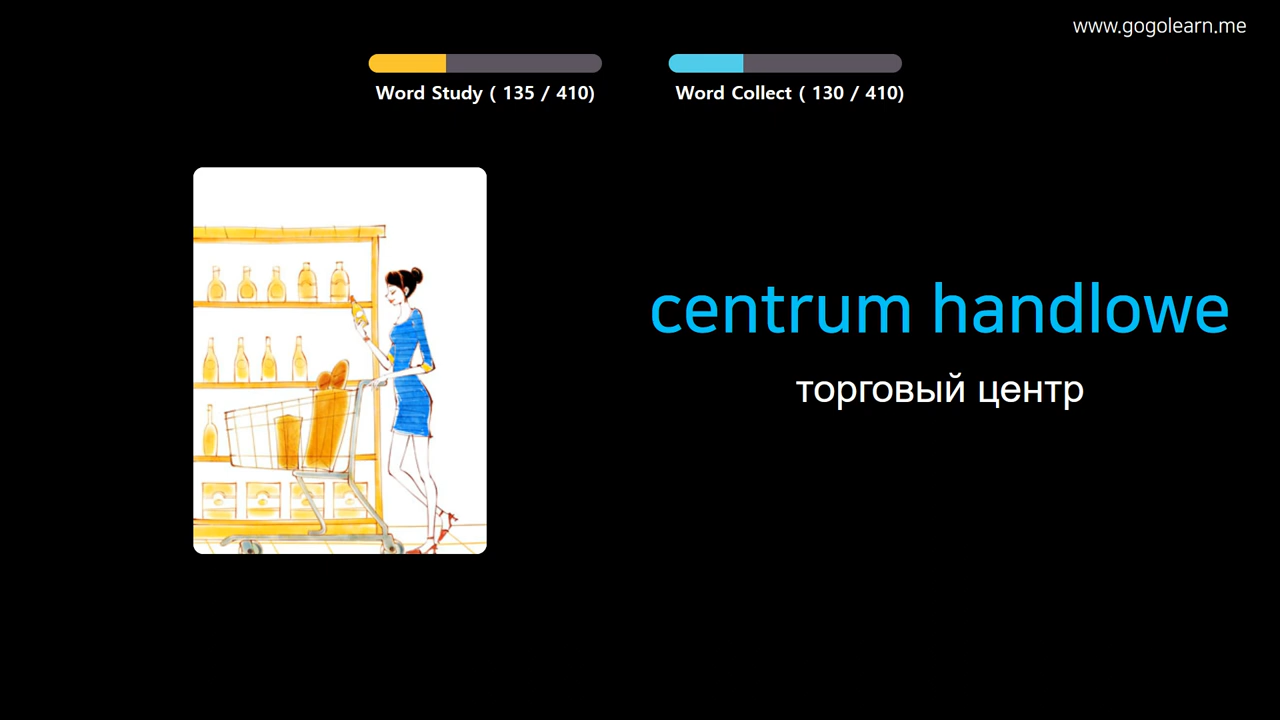 www.gogolearn.me
Word Study ( 135 / 410)
Word Collect ( 130 / 410)
centrum handlowe
торговый центр